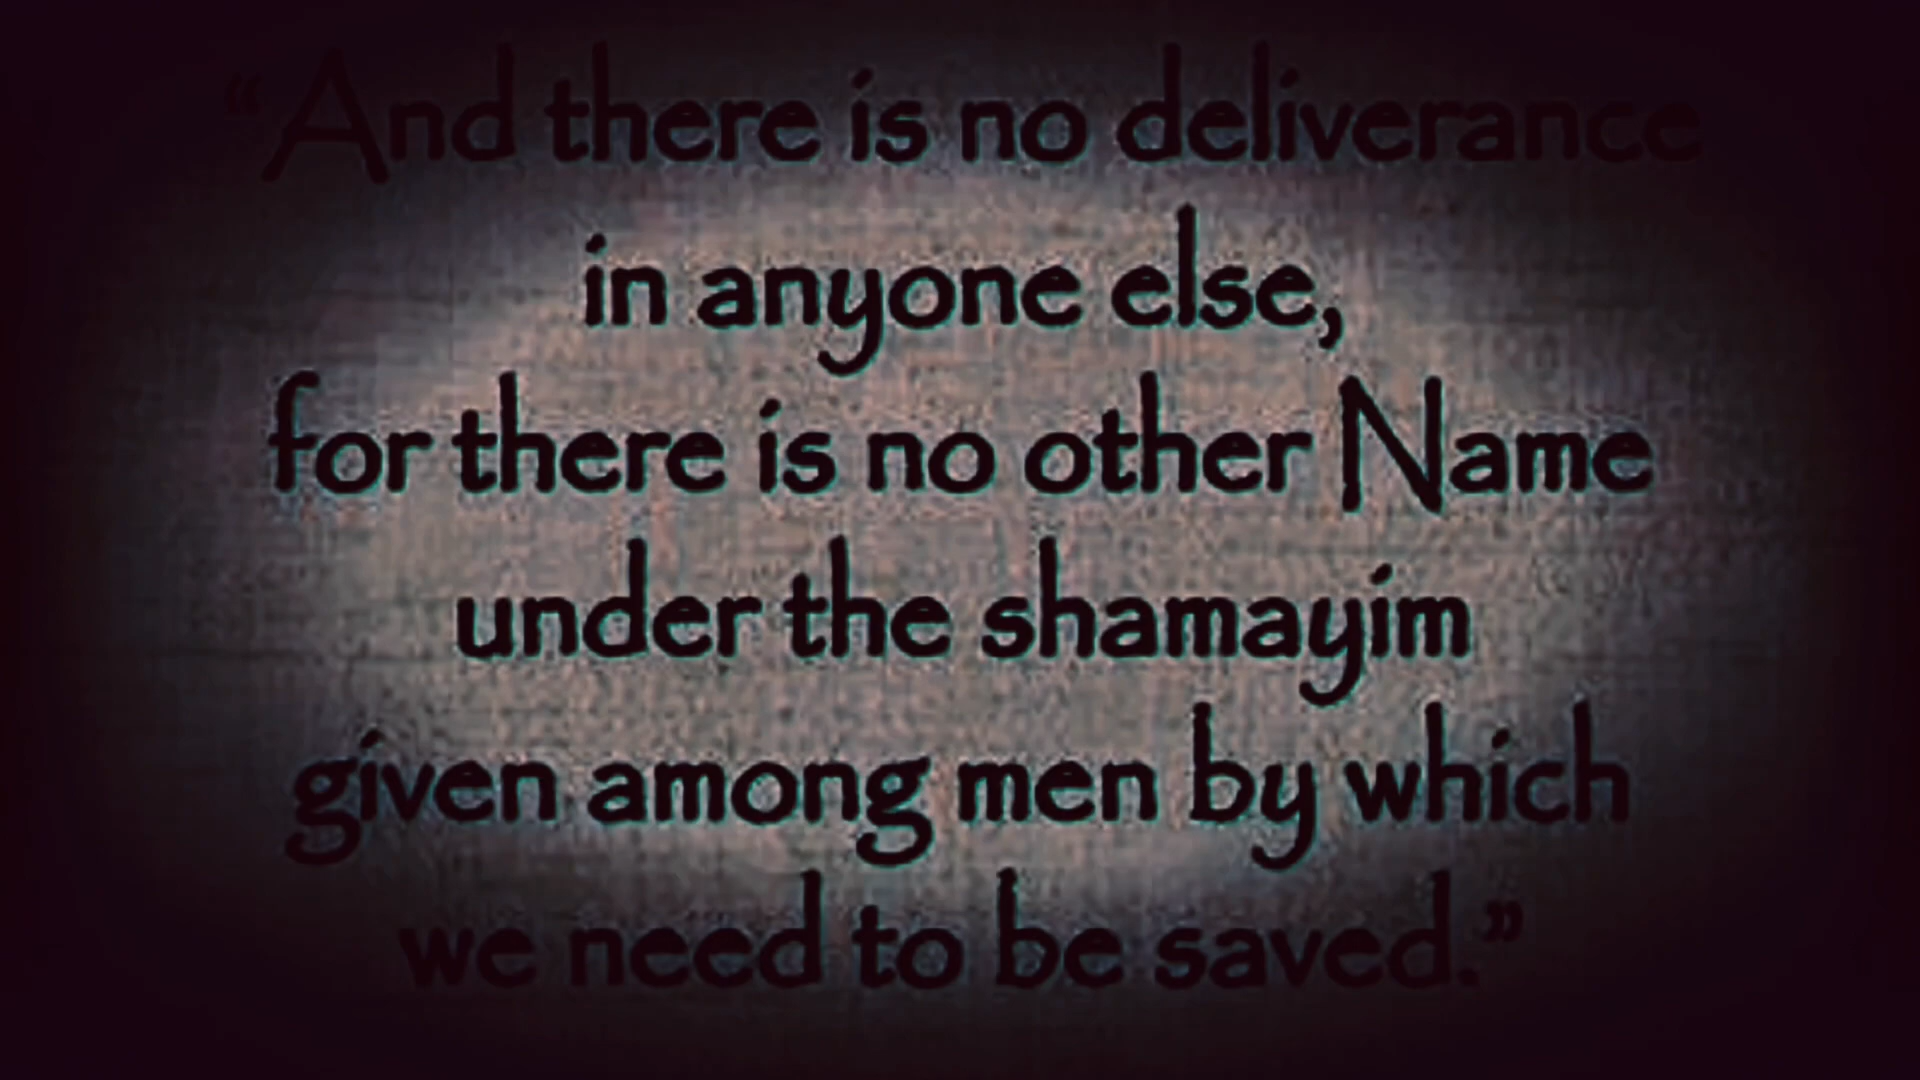 “And there is no deliverance
in anyone else,
for there is no other Name
under the shamayim
given among men by which
we need to be saved.”